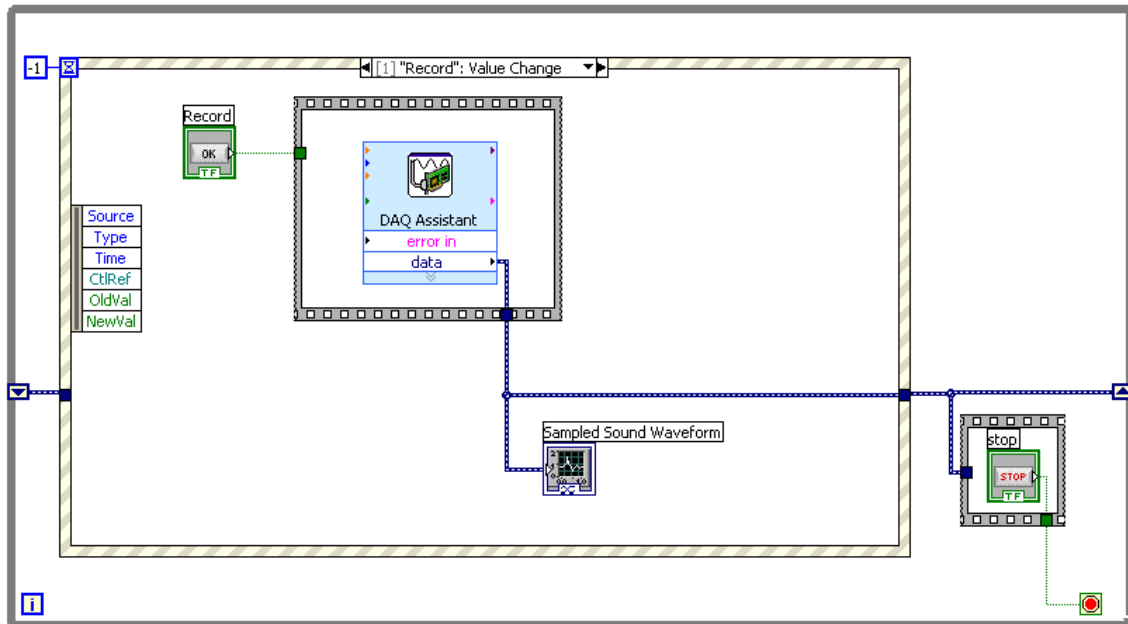 -1
[1] "Record": Value Change
Record
OK
TF
DAQ Assistant
error in
data
Source
Type
Time
CtlRef
OldVal
NewVal
Sampled Sound Waveform
stop
STOP
TF
i